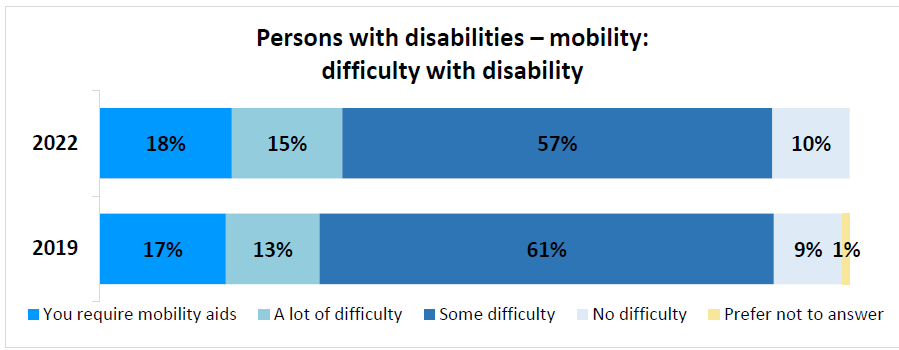 Persons with disabilities – mobility:
difficulty with disability
2022 18% 15% 57% 10%
2019 17% 13% 61% 9% 1%
You require mobility aids A lot of difficulty Some difficulty No difficulty Prefer not to answer